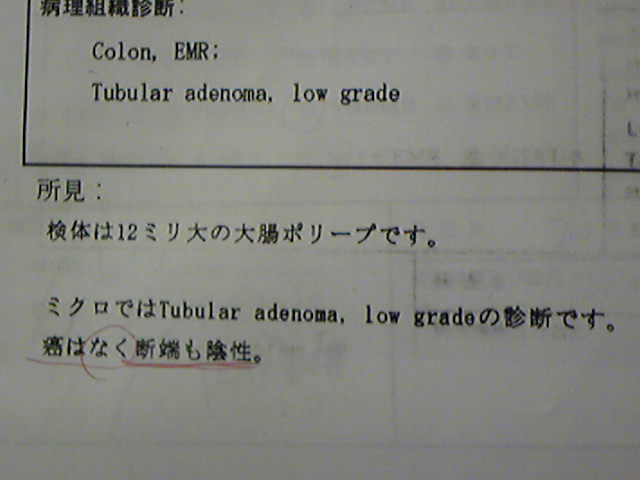 病理組織診断：
Colon, EMR;
Tubular adenoma, low grade
所見：
検体は12ミリ大の大腸ポリープです。
ミクロではTubular adenoma, low gradeの診断です。
癌はなく断端も陰性。